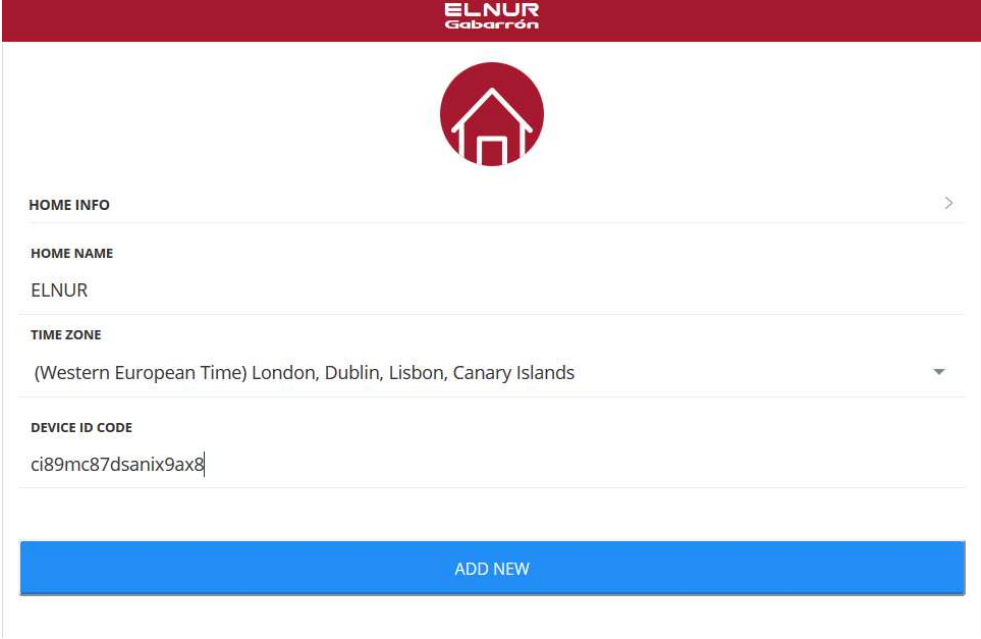 ELNUR
Gabarrón
HOME INFO
HOME NAME
ELNUR
TIME ZONE
(Western European Time) London, Dublin, Lisbon, Canary Islands
DEVICE ID CODE
ci89mc87dsanix9ax8
ADD NEW